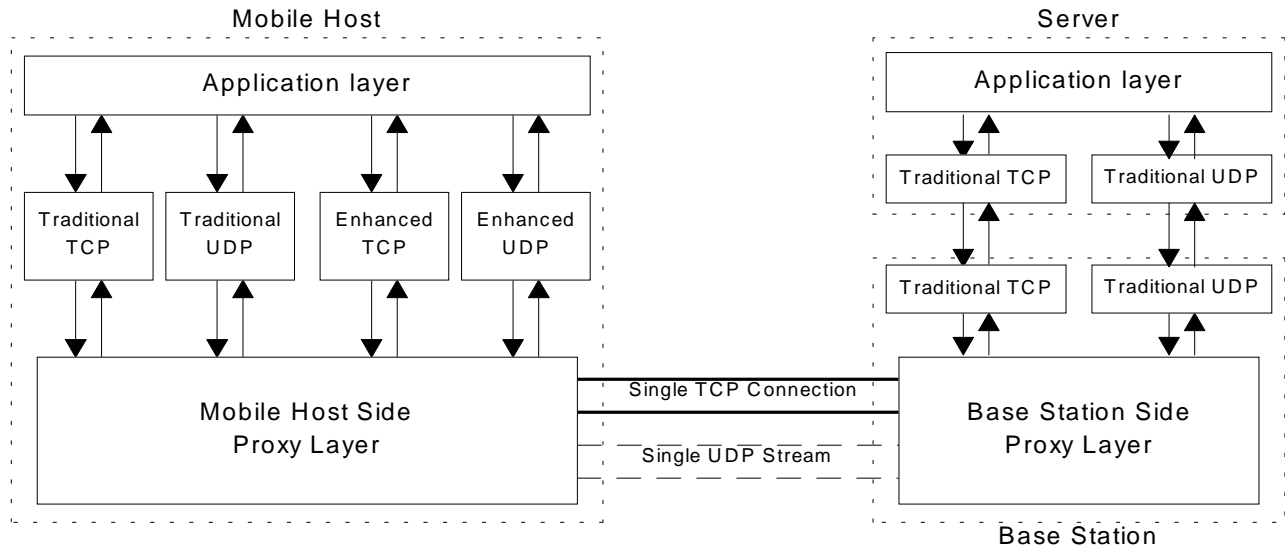 Mobile Host
Server
Application layer
Application layer
Traditional TCP
Traditional UDP
Traditional
TCP
Traditional
UDP
Enhanced
TCP
Enhanced
UDP
Traditional TCP
Traditional UDP
Mobile Host Side
Proxy Layer
Single TCP Connection
Single UDP Stream
Base Station Side
Proxy Layer
Base Station